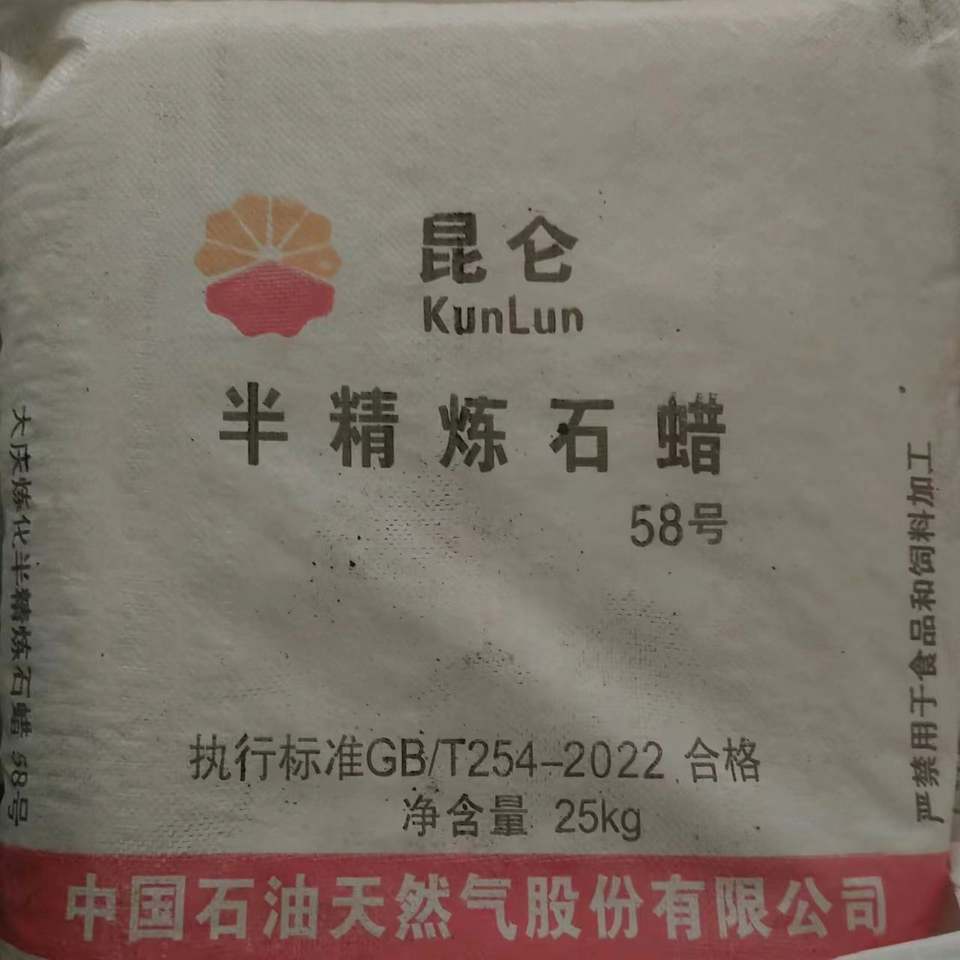 昆仑
KunLun
半精炼石蜡
58号
大庆炼化半精炼石蜡 58号
严禁用于食品和饲料加工
执行标准GB/T254-2022 合格
净含量 25kg
中国石油天然气股份有限公司